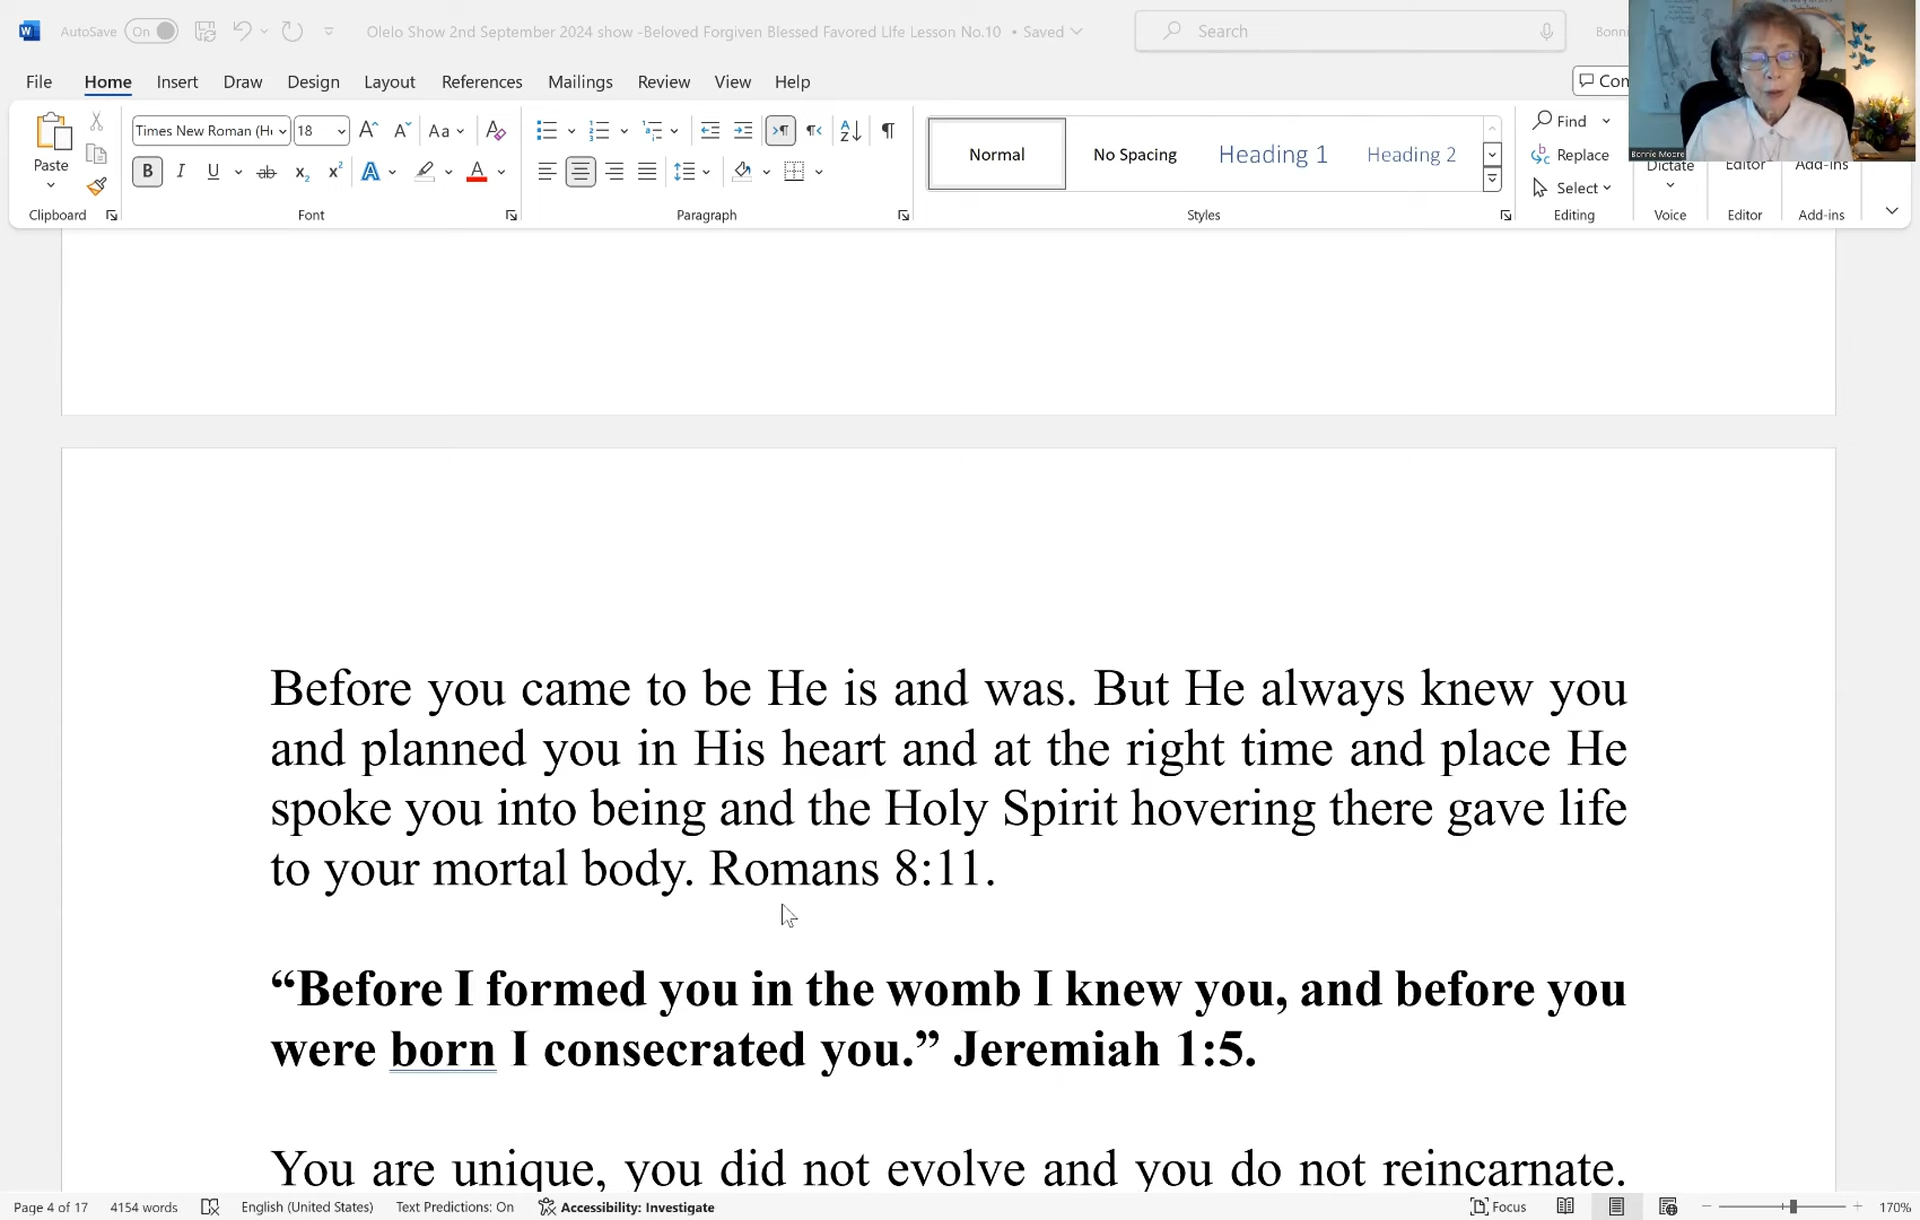 AutoSave On Olelo Show 2nd September 2024 show -Beloved Forgiven Blessed Favored Life Lesson No.10 • Saved Search Bonni
File Home Insert Draw Design Layout References Mailings Review View Help Com
Bonnie Moore
Paste Times New Roman (He 18 Aa Normal No Spacing Heading 1 Heading 2 Find
Replace
Select
Dictate Editor Add-ins
Clipboard Font Paragraph Styles Editing Voice Editor Add-ins
Before you came to be He is and was. But He always knew you
and planned you in His heart and at the right time and place He
spoke you into being and the Holy Spirit hovering there gave life
to your mortal body. Romans 8:11.
“Before I formed you in the womb I knew you, and before you
were born I consecrated you.” Jeremiah 1:5.
You are unique, you did not evolve and you do not reincarnate.
Page 4 of 17 4154 words English (United States) Text Predictions: On Accessibility: Investigate Focus 170%